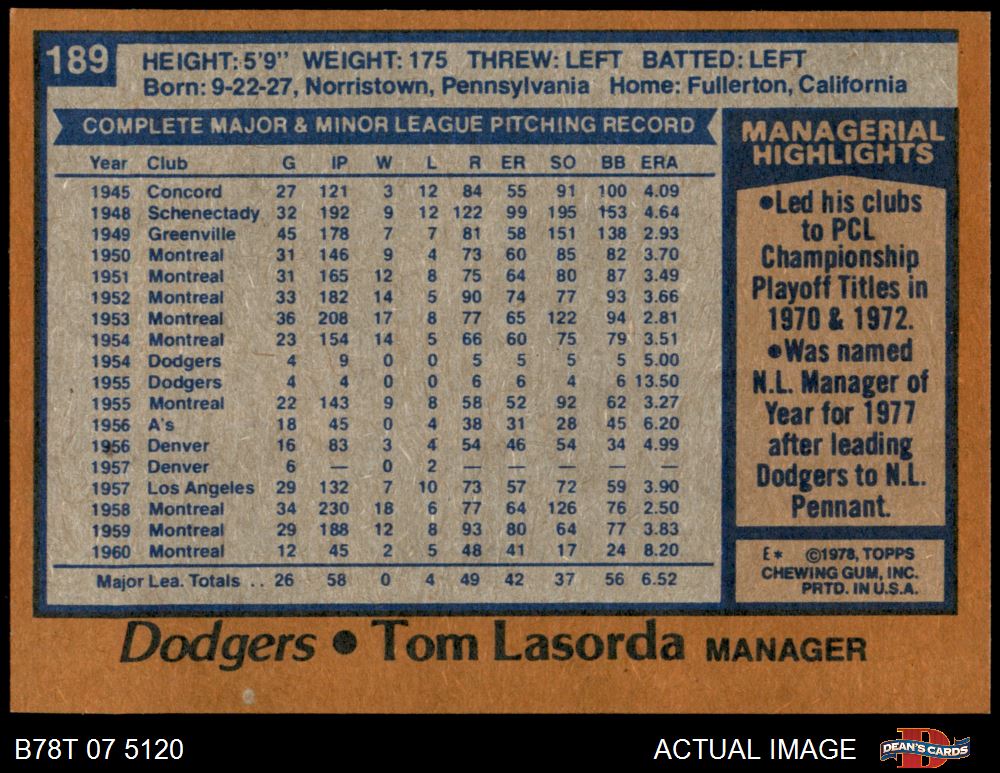 189
HEIGHT: 5'9" WEIGHT: 175 THREW: LEFT BATTED: LEFT
Born: 9-22-27, Norristown, Pennsylvania Home: Fullerton, California
COMPLETE MAJOR & MINOR LEAGUE PITCHING RECORD
Year Club G IP W L R ER SO BB ERA
1945 Concord 27 121 3 12 84 55 91 100 4.09
1948 Schenectady 32 192 9 12 122 99 195 153 4.64
1949 Greenville 45 178 7 7 81 58 151 138 2.93
1950 Montreal 31 146 9 4 73 60 85 82 3.70
1951 Montreal 31 165 12 8 75 64 80 87 3.49
1952 Montreal 33 182 14 5 90 74 77 93 3.66
1953 Montreal 36 208 17 8 77 65 122 94 2.81
1954 Montreal 23 154 14 5 66 60 75 79 3.51
1954 Dodgers 4 9 0 0 5 5 5 5 5.00
1955 Dodgers 4 4 0 0 6 6 4 6 13.50
1955 Montreal 22 143 9 8 58 52 92 62 3.27
1956 A's 18 45 0 4 38 31 28 45 6.20
1956 Denver 16 83 3 4 54 46 54 34 4.99
1957 Denver 6 — 0 2 — — — — —
1957 Los Angeles 29 132 7 10 73 57 72 59 3.90
1958 Montreal 34 230 18 6 77 64 126 76 2.50
1959 Montreal 29 188 12 8 93 80 64 77 3.83
1960 Montreal 12 45 2 5 48 41 17 24 8.20
Major Lea. Totals . . 26 58 0 4 49 42 37 56 6.52
MANAGERIAL
HIGHLIGHTS
●Led his clubs
to PCL
Championship
Playoff Titles in
1970 & 1972.
●Was named
N.L. Manager of
Year for 1977
after leading
Dodgers to N.L.
Pennant.
E* ©1978, TOPPS
CHEWING GUM, INC.
PRTD. IN U.S.A.
Dodgers ● Tom Lasorda MANAGER
B78T 07 5120
ACTUAL IMAGE
DEAN'S CARDS